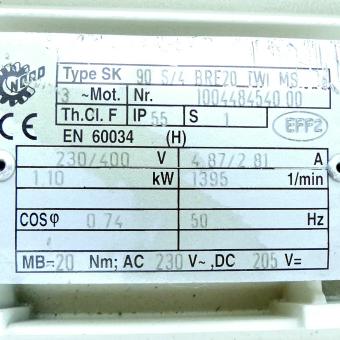 NORD
Type SK 90 S/4 BRE20 TWI MS
3 ~Mot. Nr. 1004484540 00
Th.Cl. F IP 55 S 1
CE EFF2
EN 60034 (H)
230/400 V 4,87/2,81 A
1,10 kW 1395 1/min
COSφ 0,74 50 Hz
MB=20 Nm; AC 230 V~,DC 205 V=